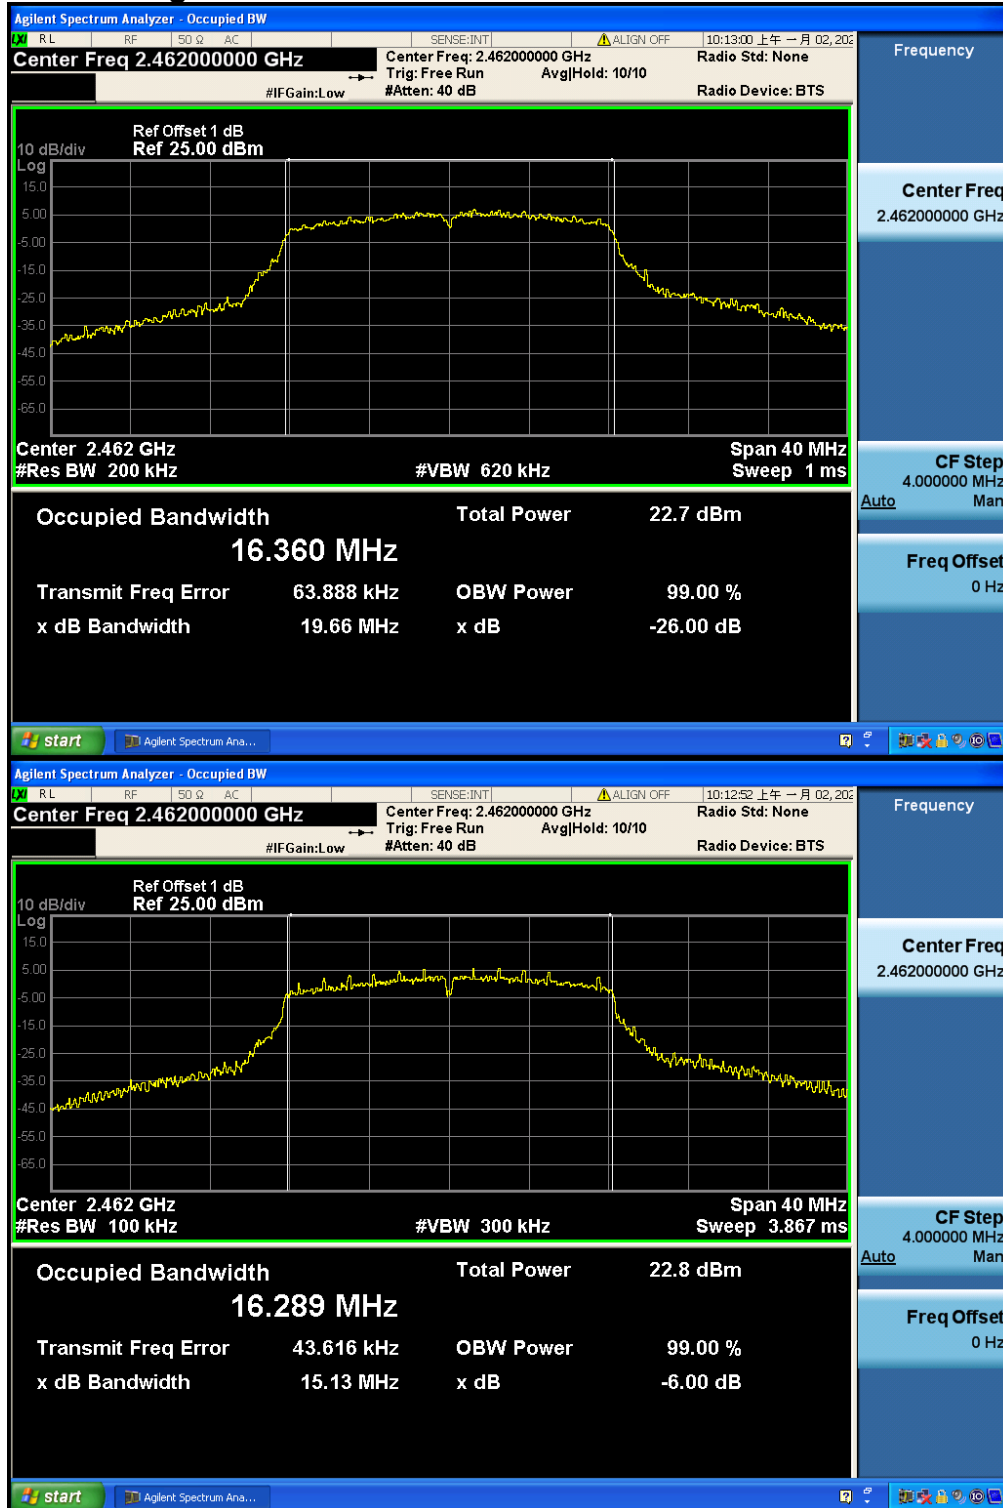 Agilent Spectrum Analyzer - Occupied BW
LXI RL RF 50 Ω AC SENSE:INT ALIGN OFF 10:13:00 上午 一月 02, 202
Center Freq 2.462000000 GHz Center Freq: 2.462000000 GHz Radio Std: None
Trig: Free Run Avg|Hold: 10/10
#IFGain:Low #Atten: 40 dB Radio Device: BTS
Frequency
Ref Offset 1 dB
10 dB/div Ref 25.00 dBm
Log
15.0
5.00
-5.00
-15.0
-25.0
-35.0
-45.0
-55.0
-65.0
Center 2.462 GHz Span 40 MHz
#Res BW 200 kHz #VBW 620 kHz Sweep 1 ms
Center Freq
2.462000000 GHz
CF Step
4.000000 MHz
Auto Man
Freq Offset
0 Hz
Occupied Bandwidth Total Power 22.7 dBm
16.360 MHz
Transmit Freq Error 63.888 kHz OBW Power 99.00 %
x dB Bandwidth 19.66 MHz x dB -26.00 dB
start Agilent Spectrum Ana...
Agilent Spectrum Analyzer - Occupied BW
LXI RL RF 50 Ω AC SENSE:INT ALIGN OFF 10:12:52 上午 一月 02, 202
Center Freq 2.462000000 GHz Center Freq: 2.462000000 GHz Radio Std: None
Trig: Free Run Avg|Hold: 10/10
#IFGain:Low #Atten: 40 dB Radio Device: BTS
Frequency
Ref Offset 1 dB
10 dB/div Ref 25.00 dBm
Log
15.0
5.00
-5.00
-15.0
-25.0
-35.0
-45.0
-55.0
-65.0
Center 2.462 GHz Span 40 MHz
#Res BW 100 kHz #VBW 300 kHz Sweep 3.867 ms
Center Freq
2.462000000 GHz
CF Step
4.000000 MHz
Auto Man
Freq Offset
0 Hz
Occupied Bandwidth Total Power 22.8 dBm
16.289 MHz
Transmit Freq Error 43.616 kHz OBW Power 99.00 %
x dB Bandwidth 15.13 MHz x dB -6.00 dB
start Agilent Spectrum Ana...